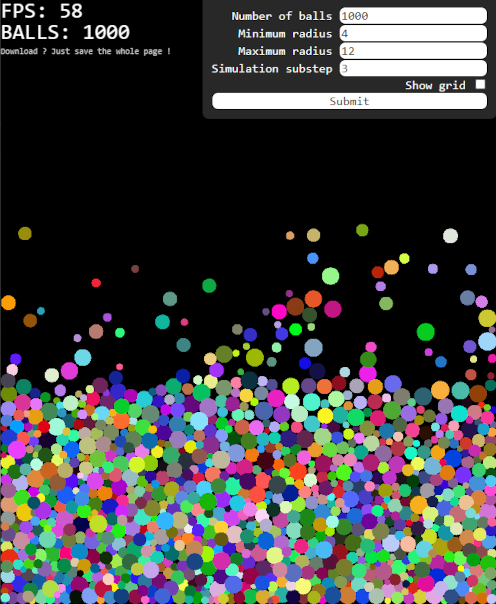 FPS: 58
BALLS: 1000
Download ? Just save the whole page !
Number of balls 1000
Minimum radius 4
Maximum radius 12
Simulation substep 3
Show grid
Submit